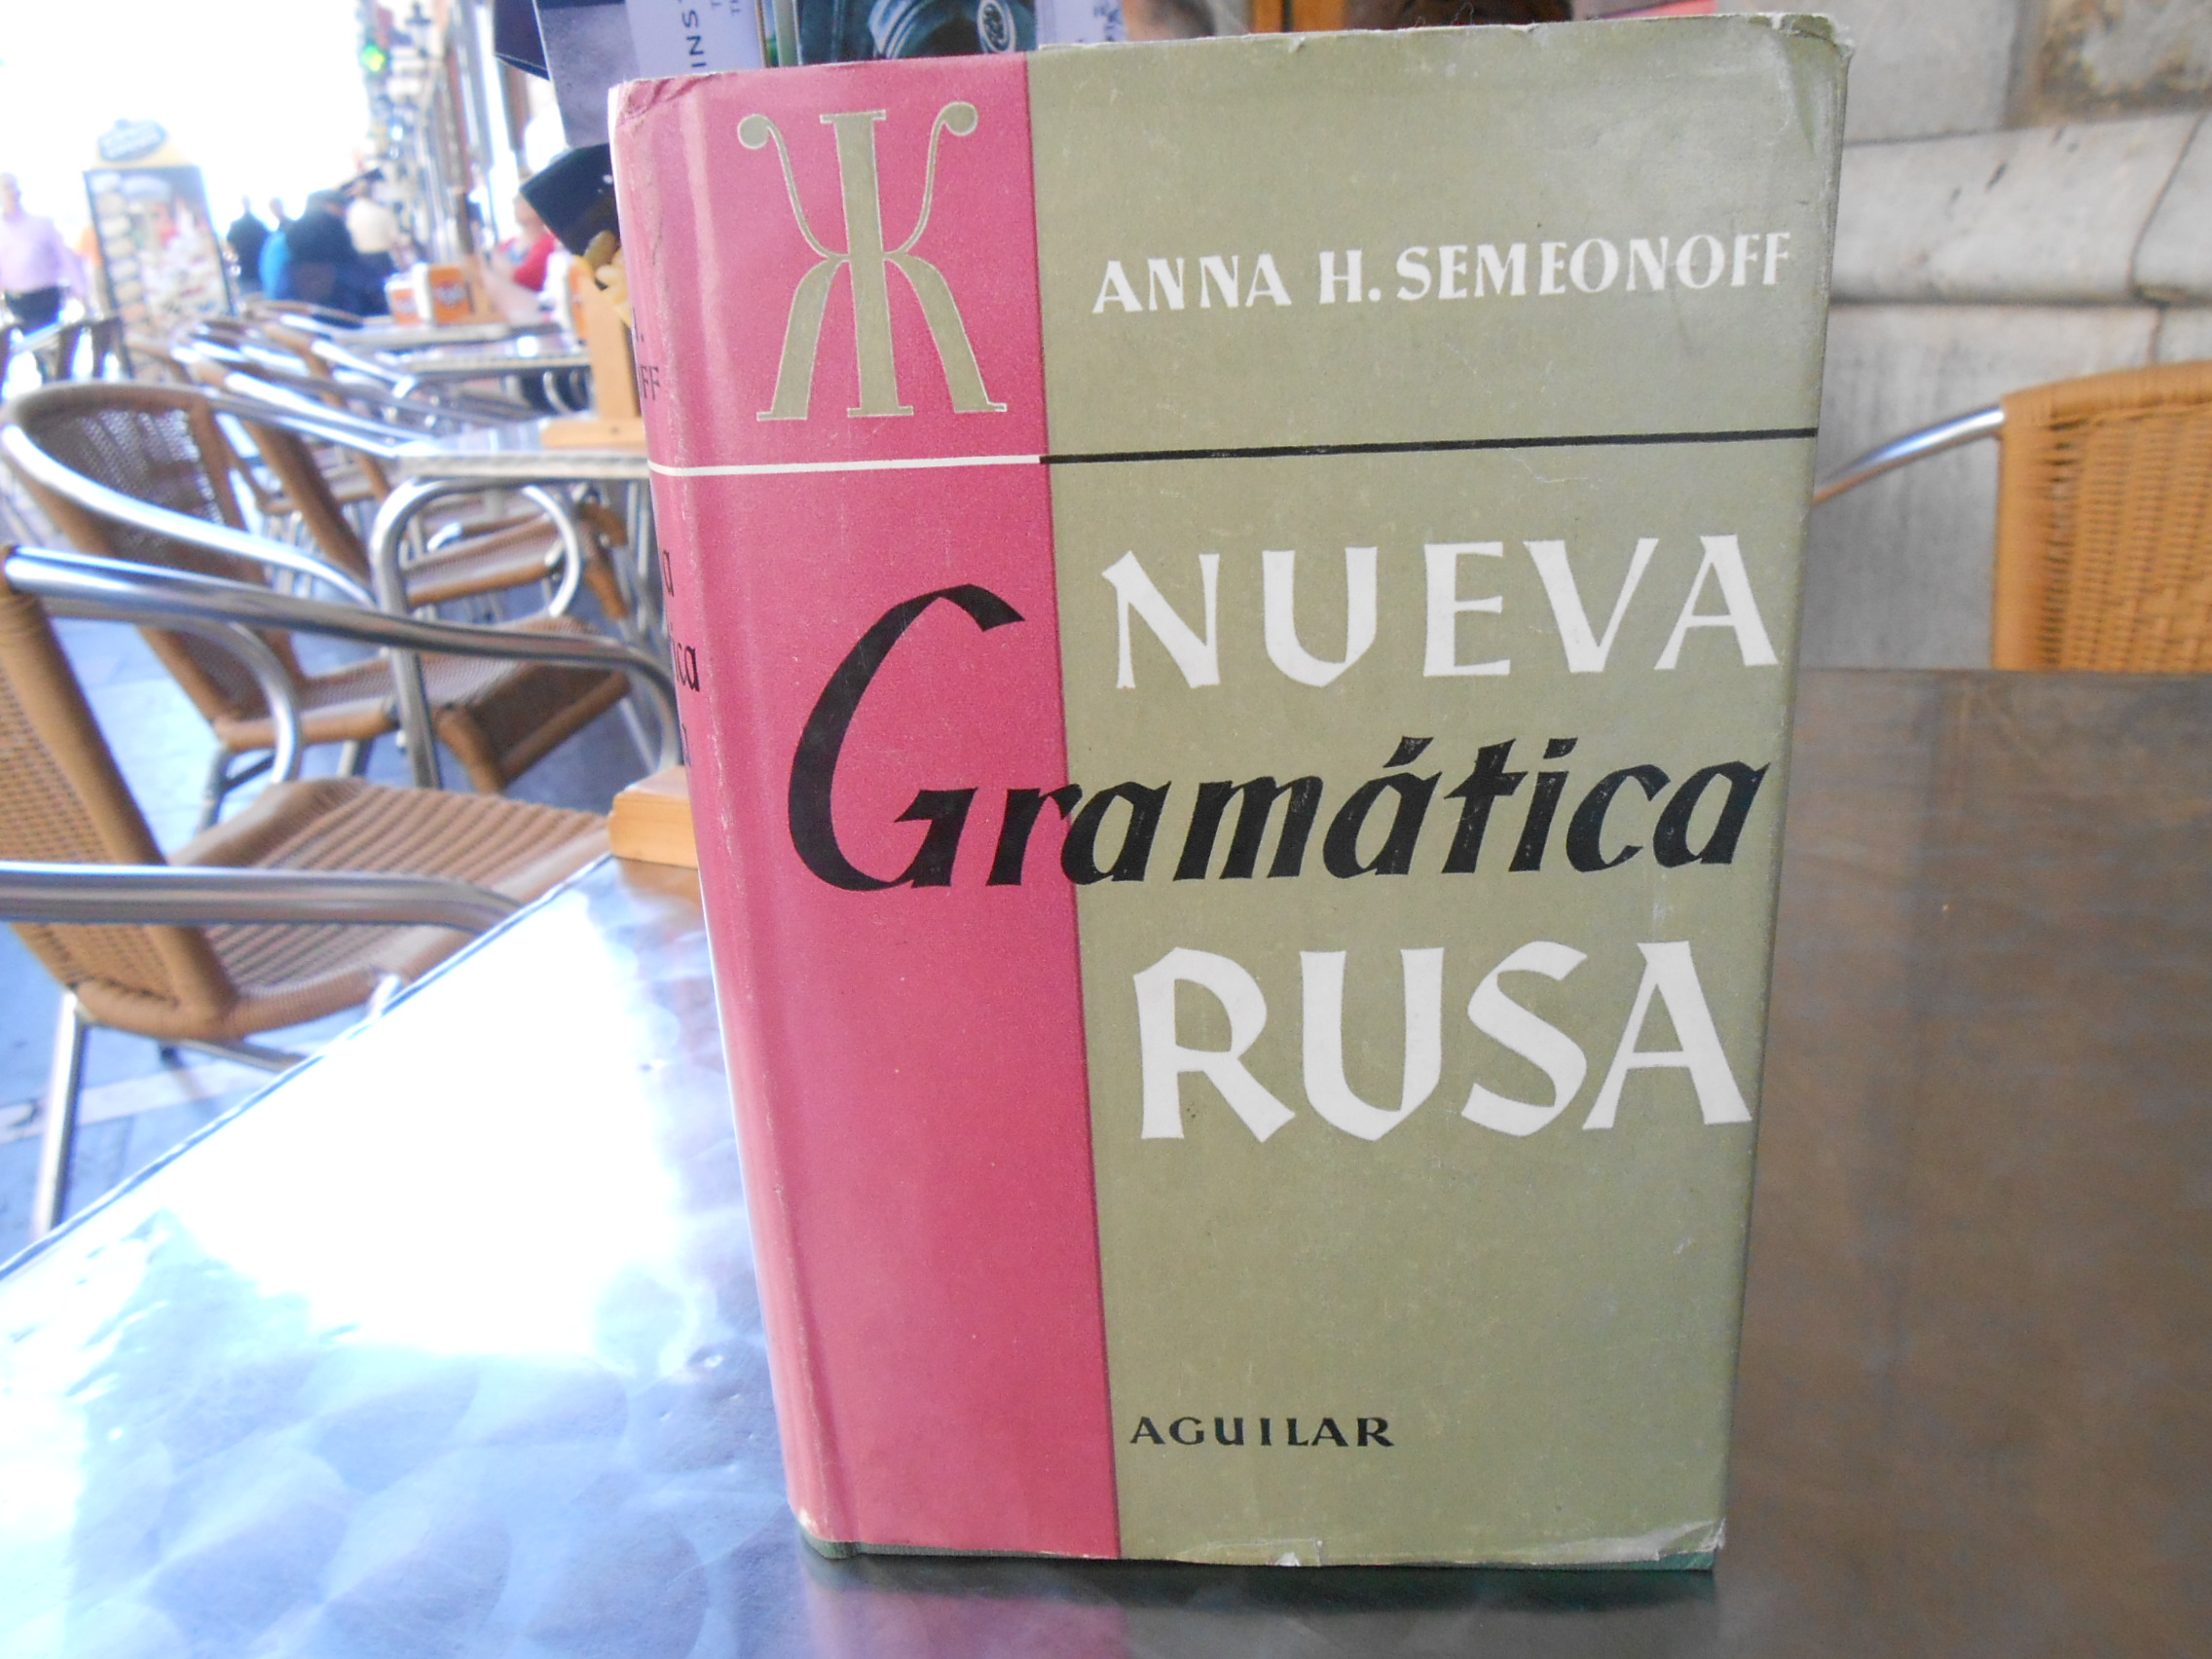 Ж
ANNA H. SEMEONOFF
NUEVA
Gramática
RUSA
AGUILAR